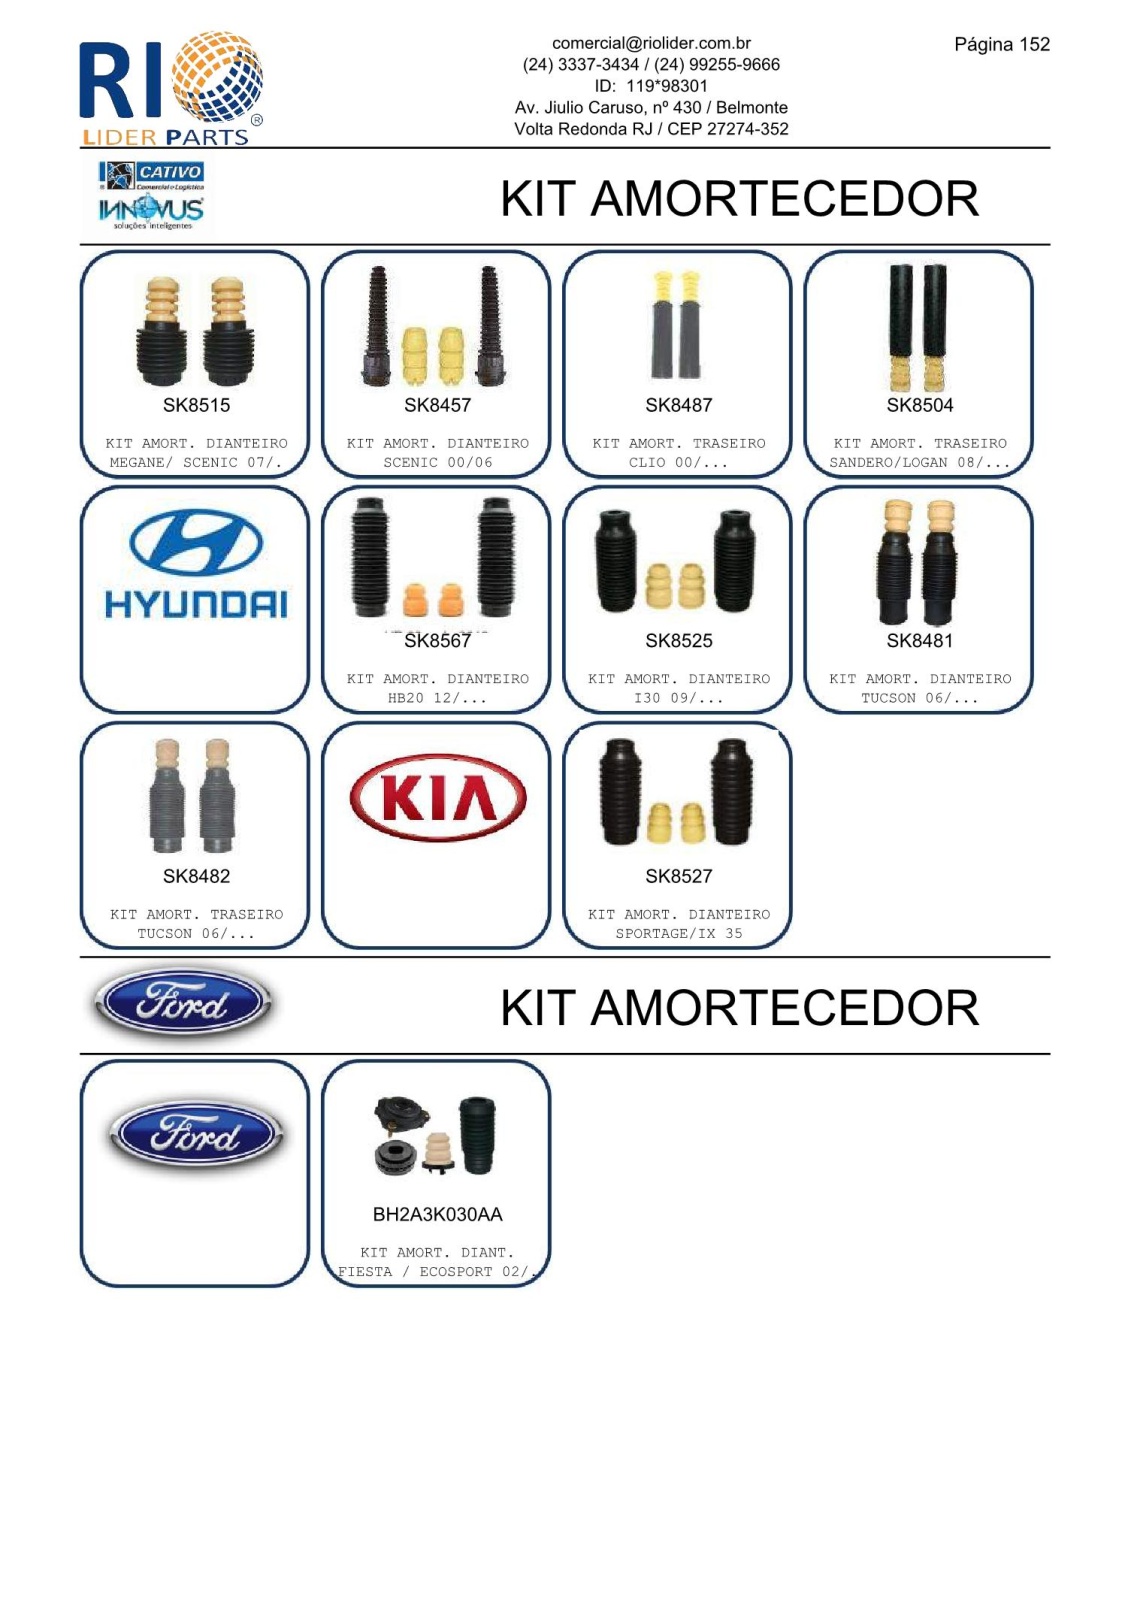 comercial@riolider.com.br
(24) 3337-3434 / (24) 99255-9666
ID: 119*98301
Av. Jiulio Caruso, nº 430 / Belmonte
Volta Redonda RJ / CEP 27274-352
Página 152
RIO
LIDER PARTS
®
CATIVO
Comercial e Logística
INNOVUS
soluções inteligentes
KIT AMORTECEDOR
SK8515
KIT AMORT. DIANTEIRO
MEGANE/ SCENIC 07/.
SK8457
KIT AMORT. DIANTEIRO
SCENIC 00/06
SK8487
KIT AMORT. TRASEIRO
CLIO 00/...
SK8504
KIT AMORT. TRASEIRO
SANDERO/LOGAN 08/...
HYUNDAI
SK8567
KIT AMORT. DIANTEIRO
HB20 12/...
SK8525
KIT AMORT. DIANTEIRO
I30 09/...
SK8481
KIT AMORT. DIANTEIRO
TUCSON 06/...
SK8482
KIT AMORT. TRASEIRO
TUCSON 06/...
KIA
SK8527
KIT AMORT. DIANTEIRO
SPORTAGE/IX 35
Ford
KIT AMORTECEDOR
Ford
BH2A3K030AA
KIT AMORT. DIANT.
FIESTA / ECOSPORT 02/.